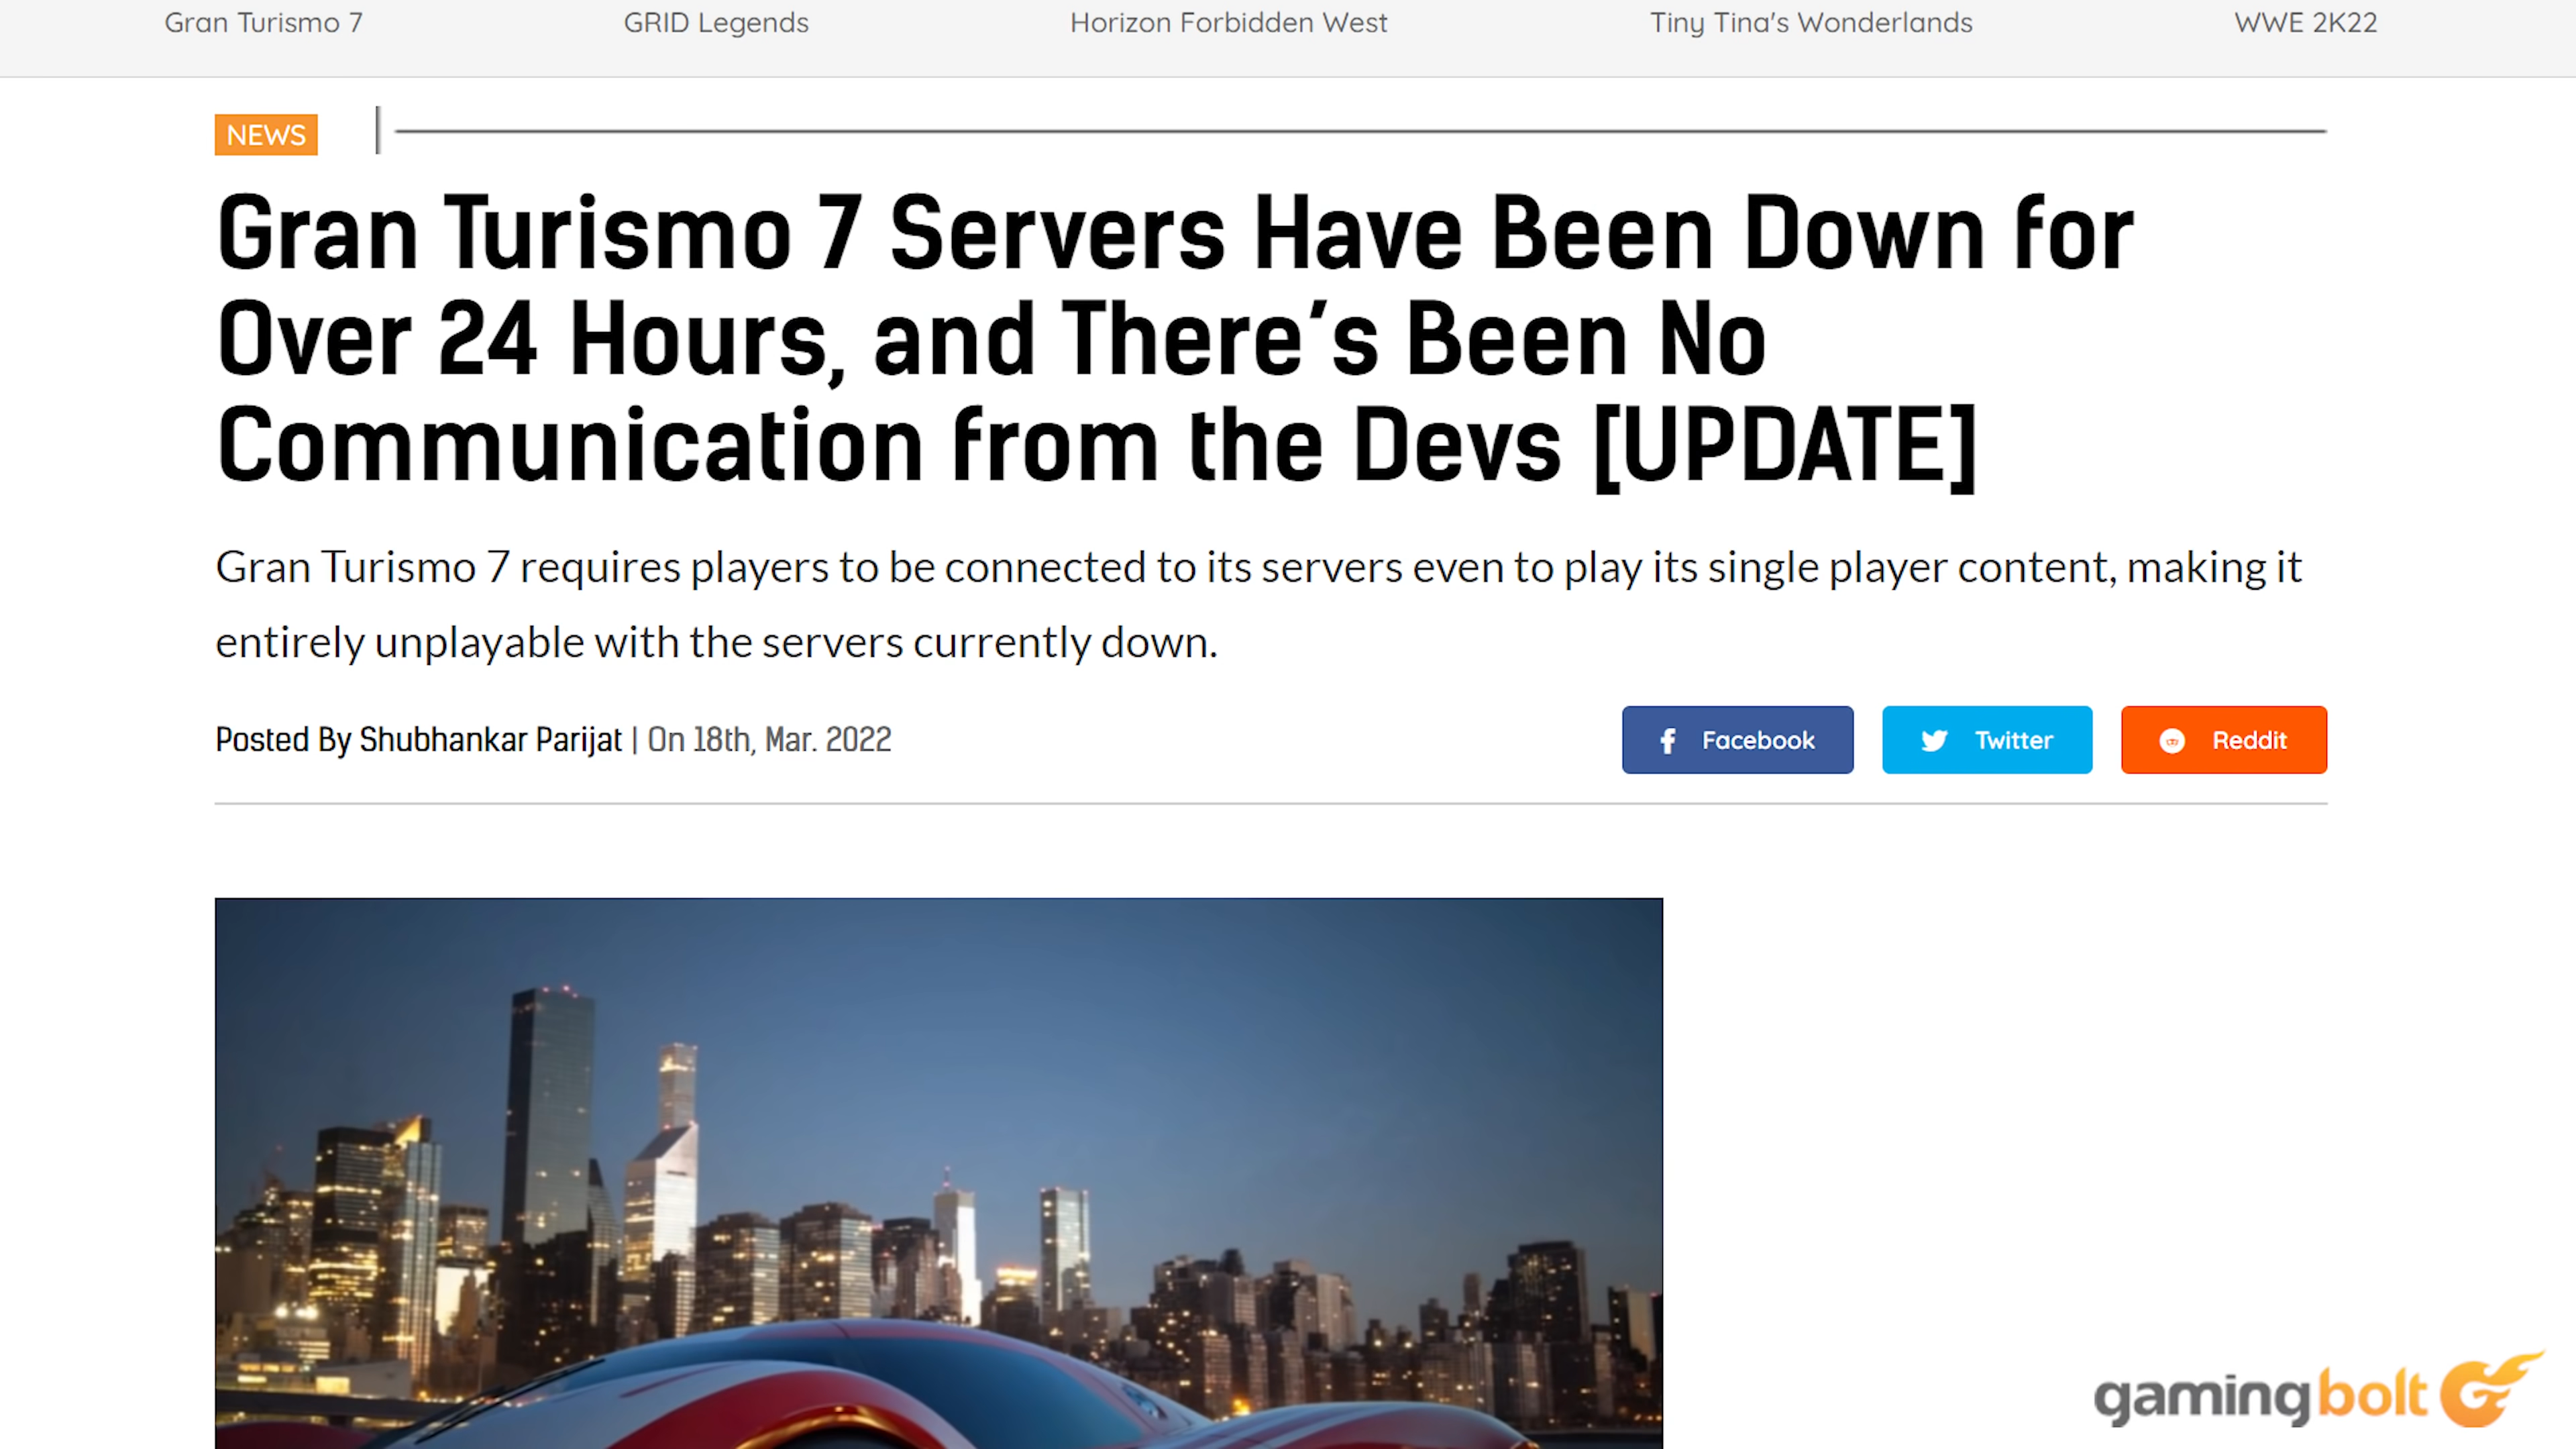 Gran Turismo 7 GRID Legends Horizon Forbidden West Tiny Tina's Wonderlands WWE 2K22
NEWS
Gran Turismo 7 Servers Have Been Down for
Over 24 Hours, and There's Been No
Communication from the Devs [UPDATE]
Gran Turismo 7 requires players to be connected to its servers even to play its single player content, making it
entirely unplayable with the servers currently down.
Posted By Shubhankar Parijat | On 18th, Mar. 2022 Facebook Twitter Reddit
gamingbolt